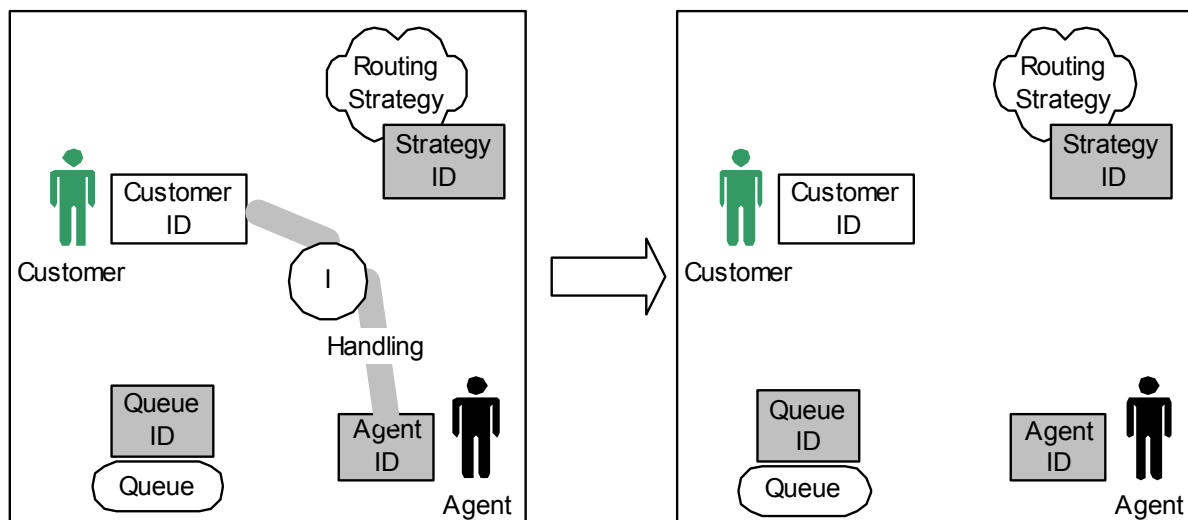 Routing
Strategy
Strategy
ID
Customer
ID
Customer
I
Handling
Queue
ID
Queue
Agent
ID
Agent
Routing
Strategy
Strategy
ID
Customer
ID
Customer
Queue
ID
Queue
Agent
ID
Agent